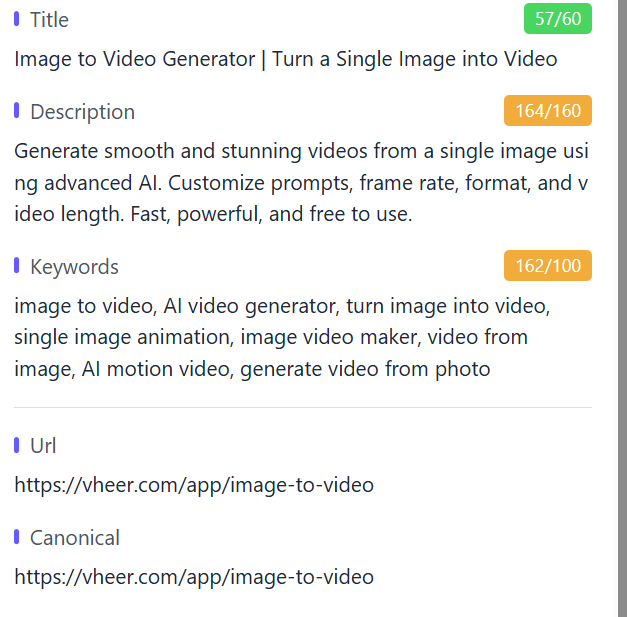 Title 57/60
Image to Video Generator | Turn a Single Image into Video
Description 164/160
Generate smooth and stunning videos from a single image usi
ng advanced AI. Customize prompts, frame rate, format, and v
ideo length. Fast, powerful, and free to use.
Keywords 162/100
image to video, AI video generator, turn image into video,
single image animation, image video maker, video from
image, AI motion video, generate video from photo
Url
https://vheer.com/app/image-to-video
Canonical
https://vheer.com/app/image-to-video